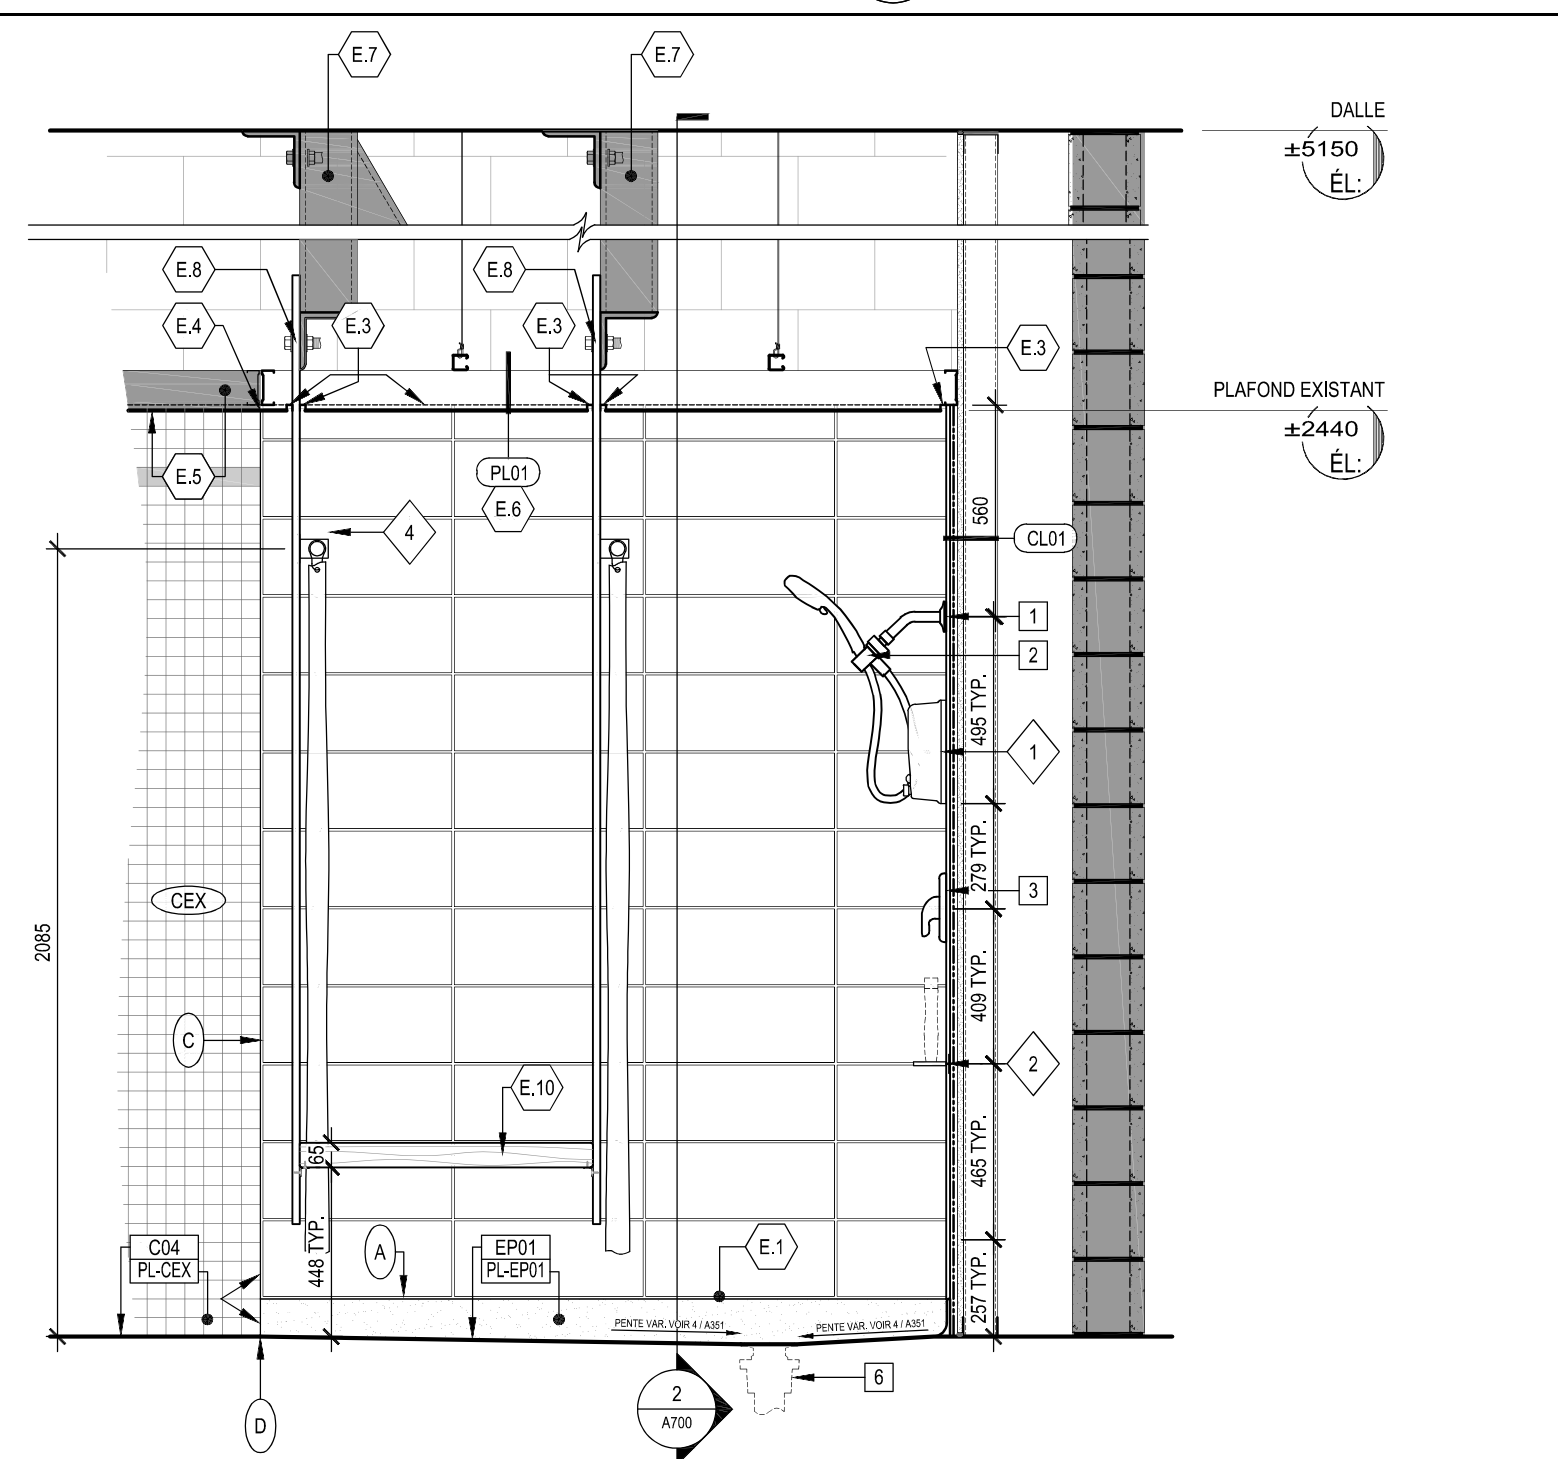 E.7
E.7
DALLE
±5150
ÉL:
E.8
E.8
E.4
E.3
E.3
E.3
PLAFOND EXISTANT
±2440
ÉL:
E.5
PL01
E.6
4
560
CL01
1
2
495 TYP.
1
279 TYP.
3
CEX
2085
409 TYP.
C
2
E.10
65
465 TYP.
448 TYP.
C04
PL-CEX
A
EP01
PL-EP01
E.1
257 TYP.
PENTE VAR. VOIR 4 / A351
PENTE VAR. VOIR 4 / A351
6
2
A700
D